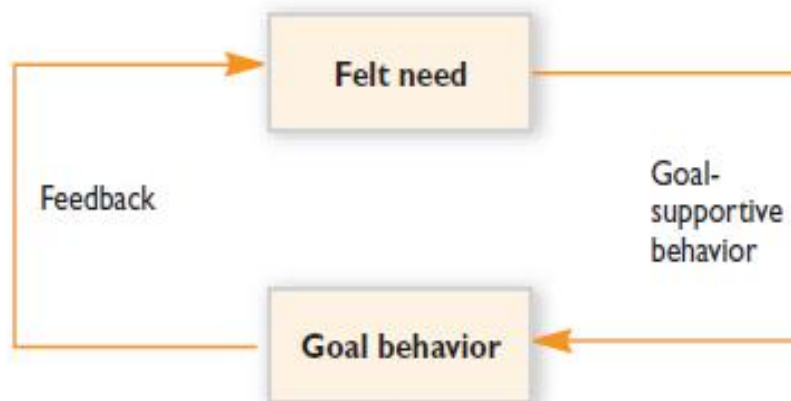 Felt need
Feedback
Goal-
supportive
behavior
Goal behavior